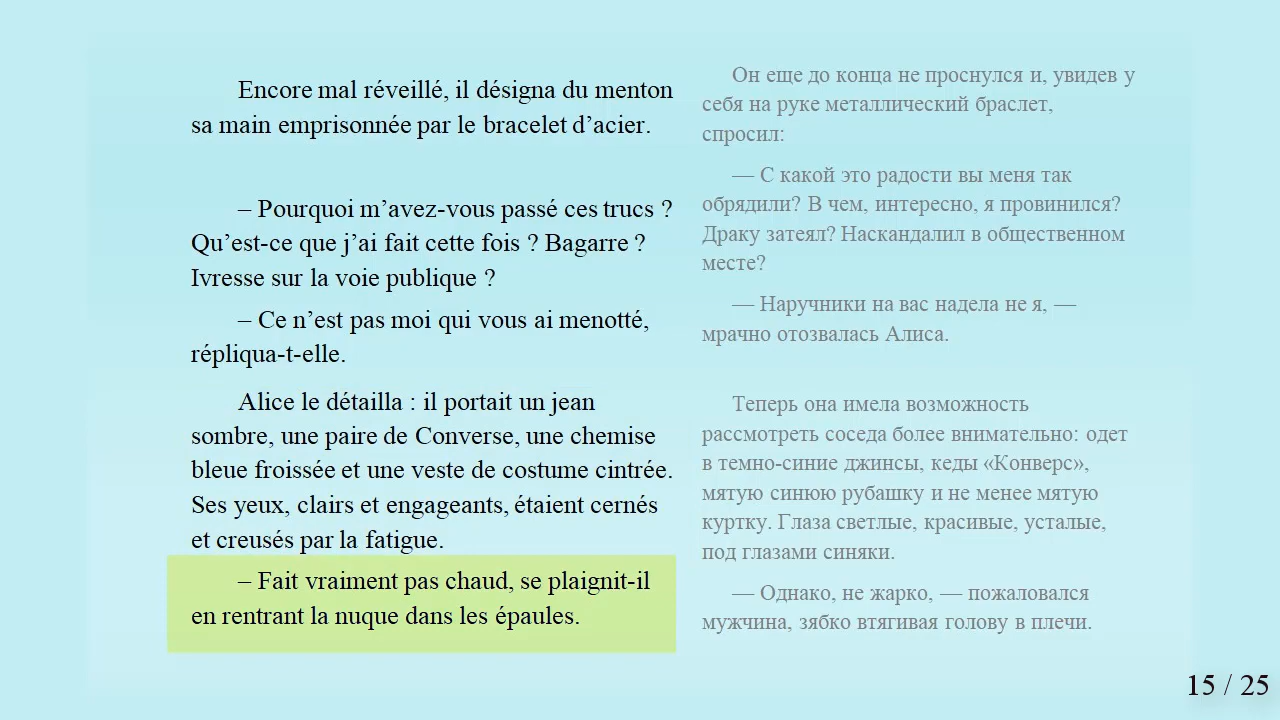 Encore mal réveillé, il désigna du menton
sa main emprisonnée par le bracelet d’acier.
– Pourquoi m’avez-vous passé ces trucs ?
Qu’est-ce que j’ai fait cette fois ? Bagarre ?
Ivresse sur la voie publique ?
– Ce n’est pas moi qui vous ai menotté,
répliqua-t-elle.
Alice le détailla : il portait un jean
sombre, une paire de Converse, une chemise
bleue froissée et une veste de costume cintrée.
Ses yeux, clairs et engageants, étaient cernés
et creusés par la fatigue.
– Fait vraiment pas chaud, se plaignit-il
en rentrant la nuque dans les épaules.
Он еще до конца не проснулся и, увидев у
себя на руке металлический браслет,
спросил:
— С какой это радости вы меня так
обрядили? В чем, интересно, я провинился?
Драку затеял? Наскандалил в общественном
месте?
— Наручники на вас надела не я, —
мрачно отозвалась Алиса.
Теперь она имела возможность
рассмотреть соседа более внимательно: одет
в темно-синие джинсы, кеды «Конверс»,
мятую синюю рубашку и не менее мятую
куртку. Глаза светлые, красивые, усталые,
под глазами синяки.
— Однако, не жарко, — пожаловался
мужчина, зябко втягивая голову в плечи.
15 / 25